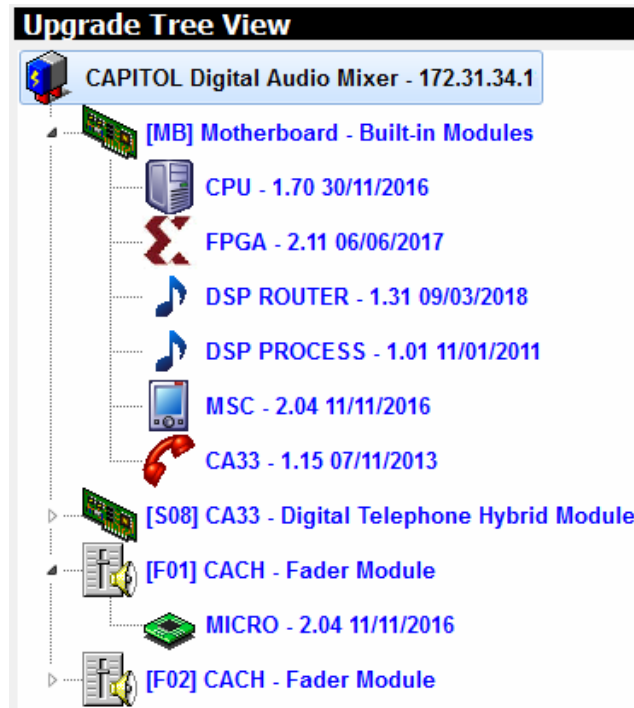 Upgrade Tree View
CAPITOL Digital Audio Mixer - 172.31.34.1
[MB] Motherboard - Built-in Modules
CPU - 1.70 30/11/2016
FPGA - 2.11 06/06/2017
DSP ROUTER - 1.31 09/03/2018
DSP PROCESS - 1.01 11/01/2011
MSC - 2.04 11/11/2016
CA33 - 1.15 07/11/2013
[S08] CA33 - Digital Telephone Hybrid Module
[F01] CACH - Fader Module
MICRO - 2.04 11/11/2016
[F02] CACH - Fader Module